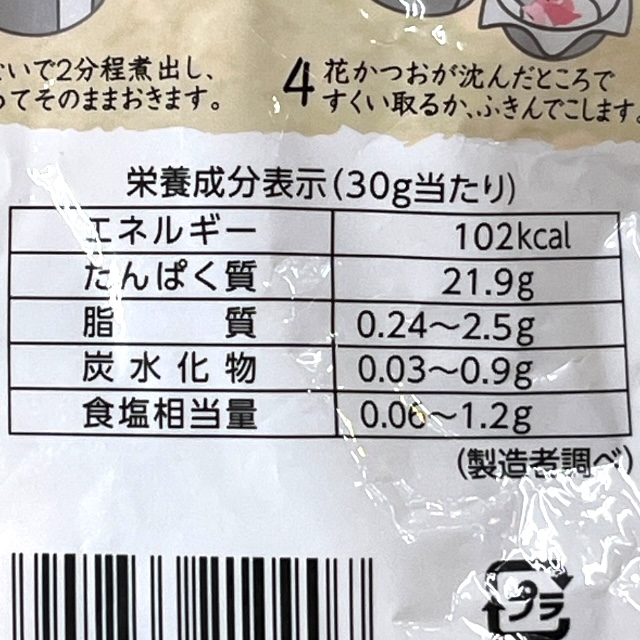 いで2分程煮出し、
ってそのままおきます。
4 花かつおが沈んだところで
すくい取るか、ふきんでこします。
栄養成分表示(30g当たり)
エネルギー 102kcal
たんぱく質 21.9g
脂質 0.24〜2.5g
炭水化物 0.03〜0.9g
食塩相当量 0.06〜1.2g
(製造者調べ)
プラ